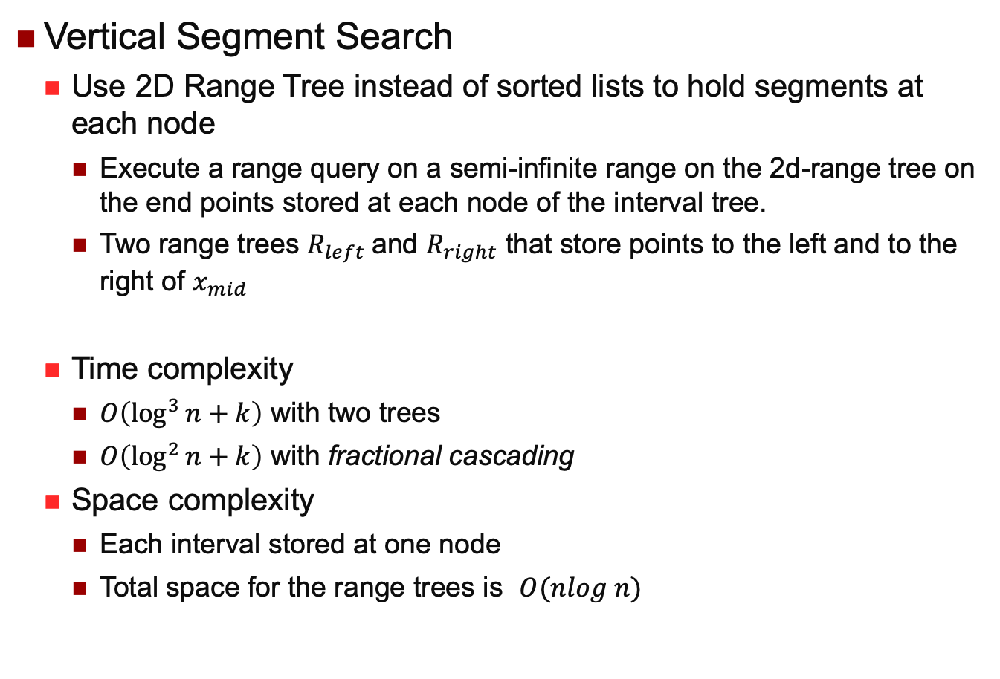 Vertical Segment Search
Use 2D Range Tree instead of sorted lists to hold segments at
each node
Execute a range query on a semi-infinite range on the 2d-range tree on
the end points stored at each node of the interval tree.
Two range trees $R_{left}$ and $R_{right}$ that store points to the left and to the
right of $x_{mid}$
Time complexity
$O(\log^3 n + k)$ with two trees
$O(\log^2 n + k)$ with fractional cascading
Space complexity
Each interval stored at one node
Total space for the range trees is $O(nlog n)$